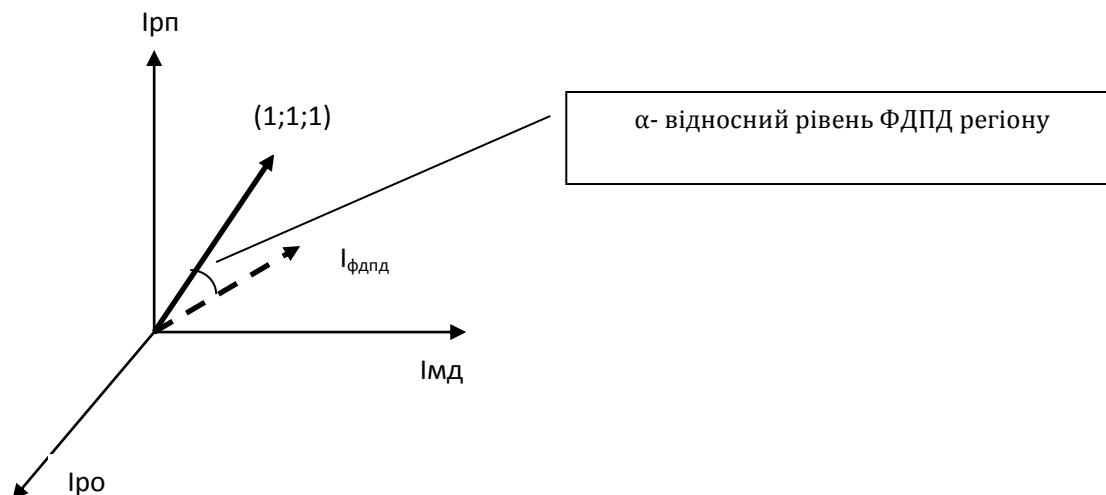 Ірп
(1;1;1)
α- відносний рівень ФДПД регіону
Іфдпд
Імд
Іро